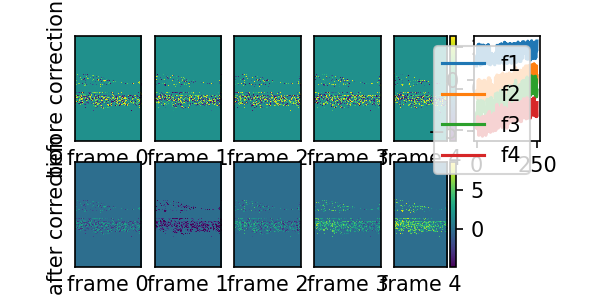 before correction
frame 0
frame 1
frame 2
frame 3
frame 4
f1
f2
f3
f4
0
250
after correction
frame 0
frame 1
frame 2
frame 3
frame 4
5
0